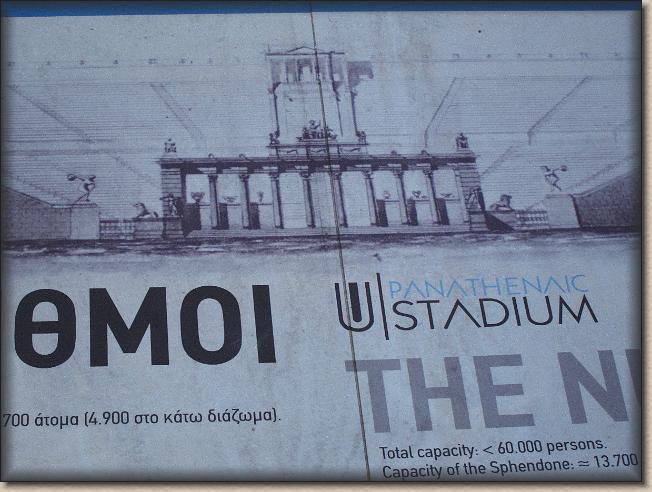 ΘΜΟΙ
700 άτομα (4.900 στο κάτω διάζωμα).
PANATHENAIC
STADIUM
THE
Total capacity: < 60.000 persons.
Capacity of the Sphendone: ≈ 13.700